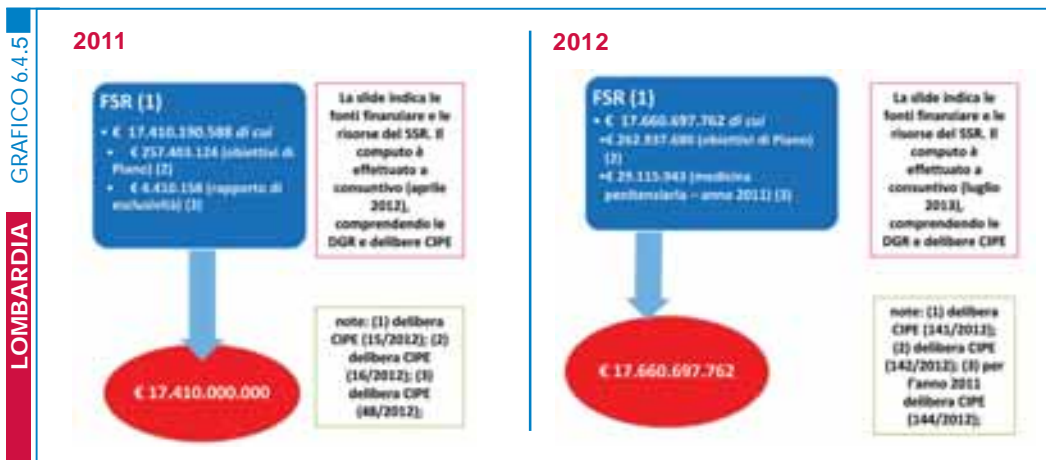 GRAFICO 6.4.5
LOMBARDIA
2011
FSR (1)
• € 17.410.190.588 di cui
• € 257.403.124 (obiettivi di
Piano) (2)
• € 4.410.158 (rapporto di
esclusività) (3)
La slide indica le
fonti finanziare e le
risorse del SSR. Il
computo è
effettuato a
consuntivo (aprile
2012),
comprendendo le
DGR e delibere CIPE
€ 17.410.000.000
note: (1) delibera
CIPE (15/2012); (2)
delibera CIPE
(16/2012); (3)
delibera CIPE
(48/2012);
2012
FSR (1)
• € 17.660.697.762 di cui
•€ 262.937.680 (obiettivi di Piano)
(2)
•€ 29.115.943 (medicina
penitenziaria – anno 2011) (3)
La slide indica le
fonti finanziare e le
risorse del SSR. Il
computo è
effettuato a
consuntivo (luglio
2013),
comprendendo le
DGR e delibere CIPE
€ 17.660.697.762
note: (1) delibera
CIPE (141/2012);
(2) delibera CIPE
(142/2012); (3) per
l'anno 2011
delibera CIPE
(144/2012);